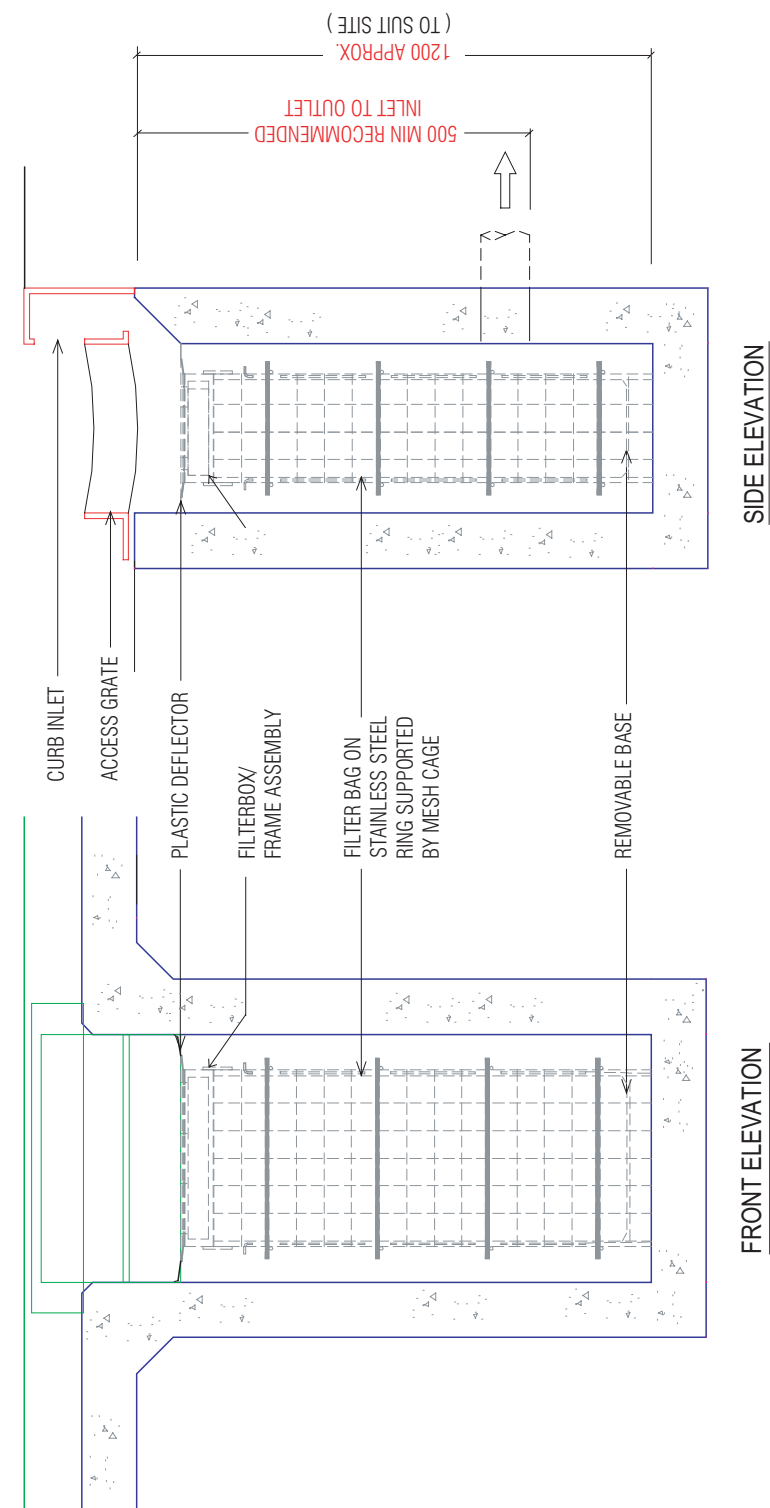 CURB INLET
ACCESS GRATE
PLASTIC DEFLECTOR
FILTERBOX/
FRAME ASSEMBLY
FILTER BAG ON
STAINLESS STEEL
RING SUPPORTED
BY MESH CAGE
REMOVABLE BASE
500 MIN RECOMMENDED
INLET TO OUTLET
1200 APPROX.
( TO SUIT SITE )
FRONT ELEVATION
SIDE ELEVATION